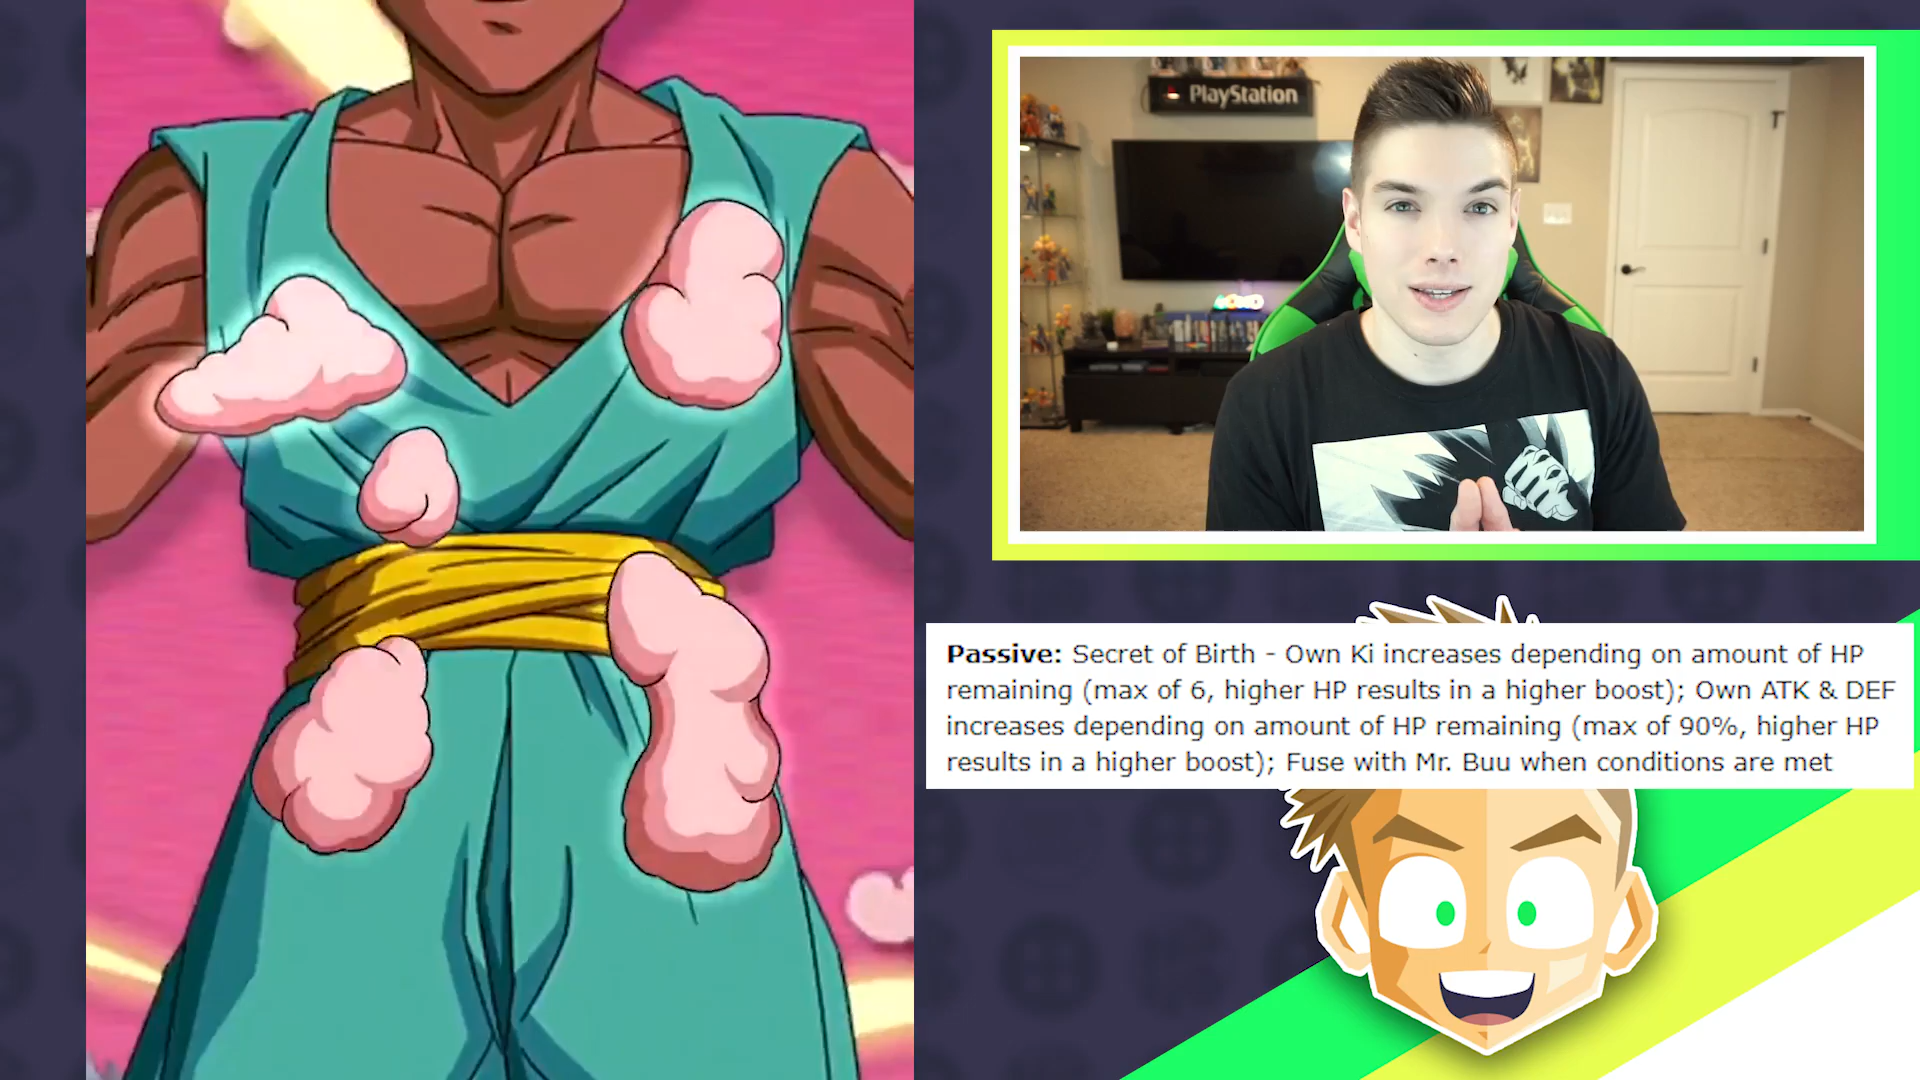 PlayStation
Passive: Secret of Birth - Own Ki increases depending on amount of HP
remaining (max of 6, higher HP results in a higher boost); Own ATK & DEF
increases depending on amount of HP remaining (max of 90%, higher HP
results in a higher boost); Fuse with Mr. Buu when conditions are met